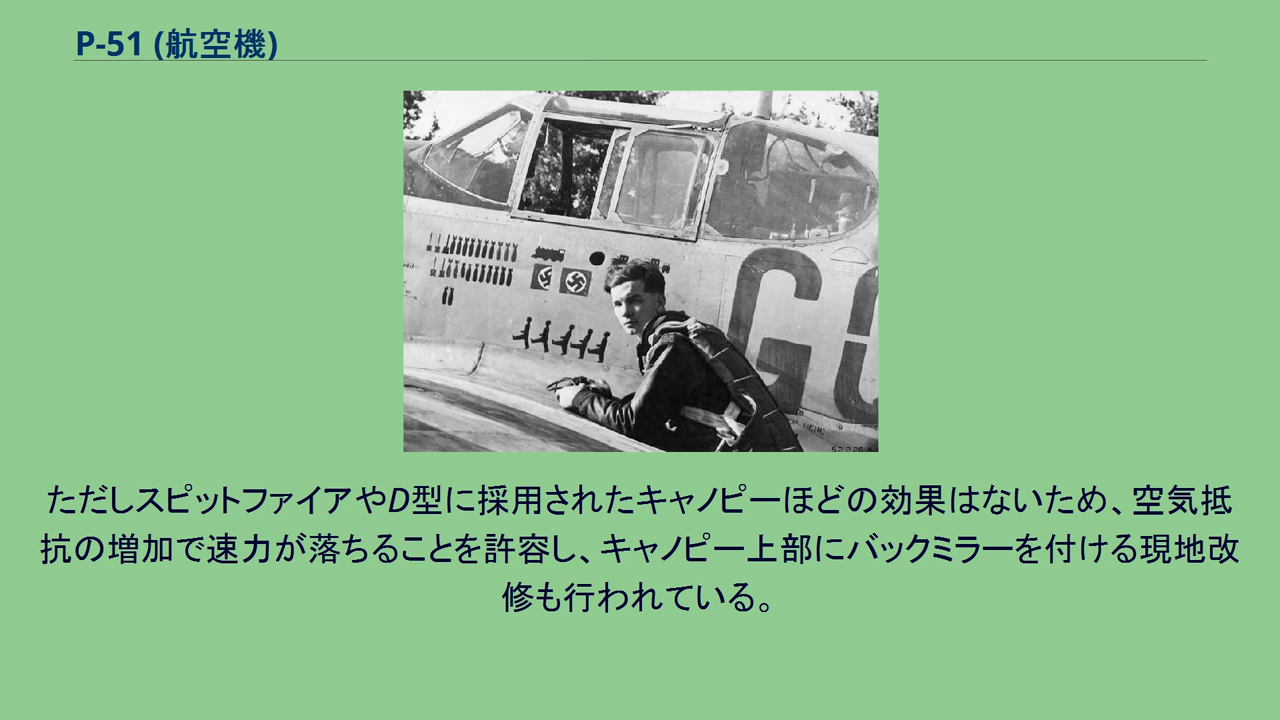 P-51 (航空機)
GC
ただしスピットファイアやD型に採用されたキャノピーほどの効果はないため、空気抵
抗の増加で速力が落ちることを許容し、キャノピー上部にバックミラーを付ける現地改
修も行われている。